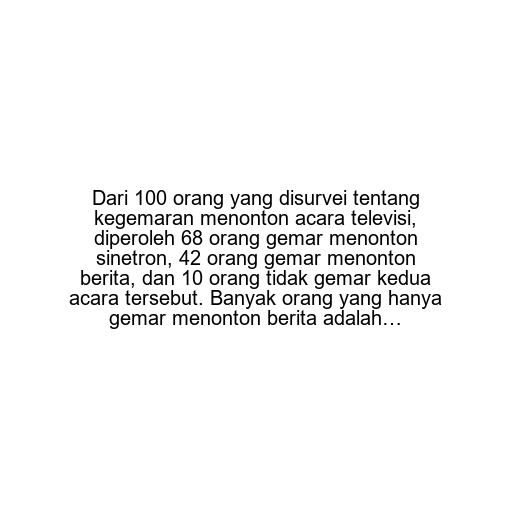 Dari 100 orang yang disurvei tentang
kegemaran menonton acara televisi,
diperoleh 68 orang gemar menonton
sinetron, 42 orang gemar menonton
berita, dan 10 orang tidak gemar kedua
acara tersebut. Banyak orang yang hanya
gemar menonton berita adalah…